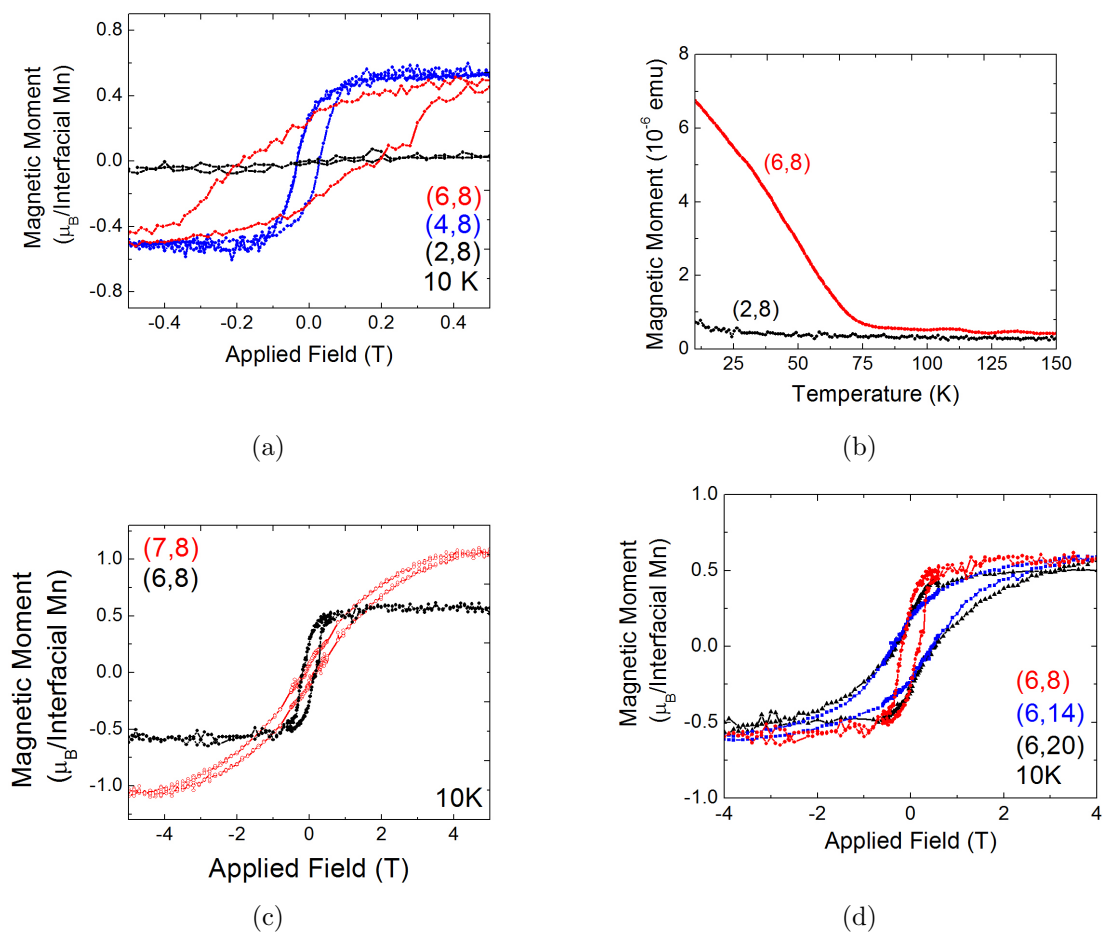 0.8
0.4
0.0
-0.4
-0.8
Magnetic Moment
(μB/Interfacial Mn)
(6,8)
(4,8)
(2,8)
10 K
-0.4 -0.2 0.0 0.2 0.4
Applied Field (T)
(a)
8
6
4
2
0
Magnetic Moment (10⁻⁶ emu)
(6,8)
(2,8)
25 50 75 100 125 150
Temperature (K)
(b)
1.0
0.5
0.0
-0.5
-1.0
Magnetic Moment
(μB/Interfacial Mn)
(7,8)
(6,8)
10K
-4 -2 0 2 4
Applied Field (T)
(c)
1.0
0.5
0.0
-0.5
-1.0
Magnetic Moment
(μB/Interfacial Mn)
(6,8)
(6,14)
(6,20)
10K
-4 -2 0 2 4
Applied Field (T)
(d)